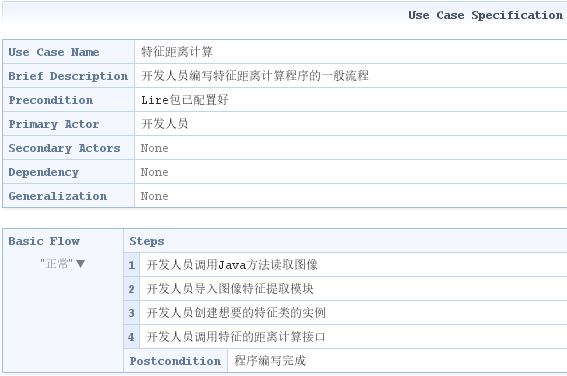 Use Case Specification
Use Case Name 特征距离计算
Brief Description 开发人员编写特征距离计算程序的一般流程
Precondition Lire包已配置好
Primary Actor 开发人员
Secondary Actors None
Dependency None
Generalization None
Basic Flow Steps
"正常" ▼
1 开发人员调用Java方法读取图像
2 开发人员导入图像特征提取模块
3 开发人员创建想要的特征类的实例
4 开发人员调用特征的距离计算接口
Postcondition 程序编写完成